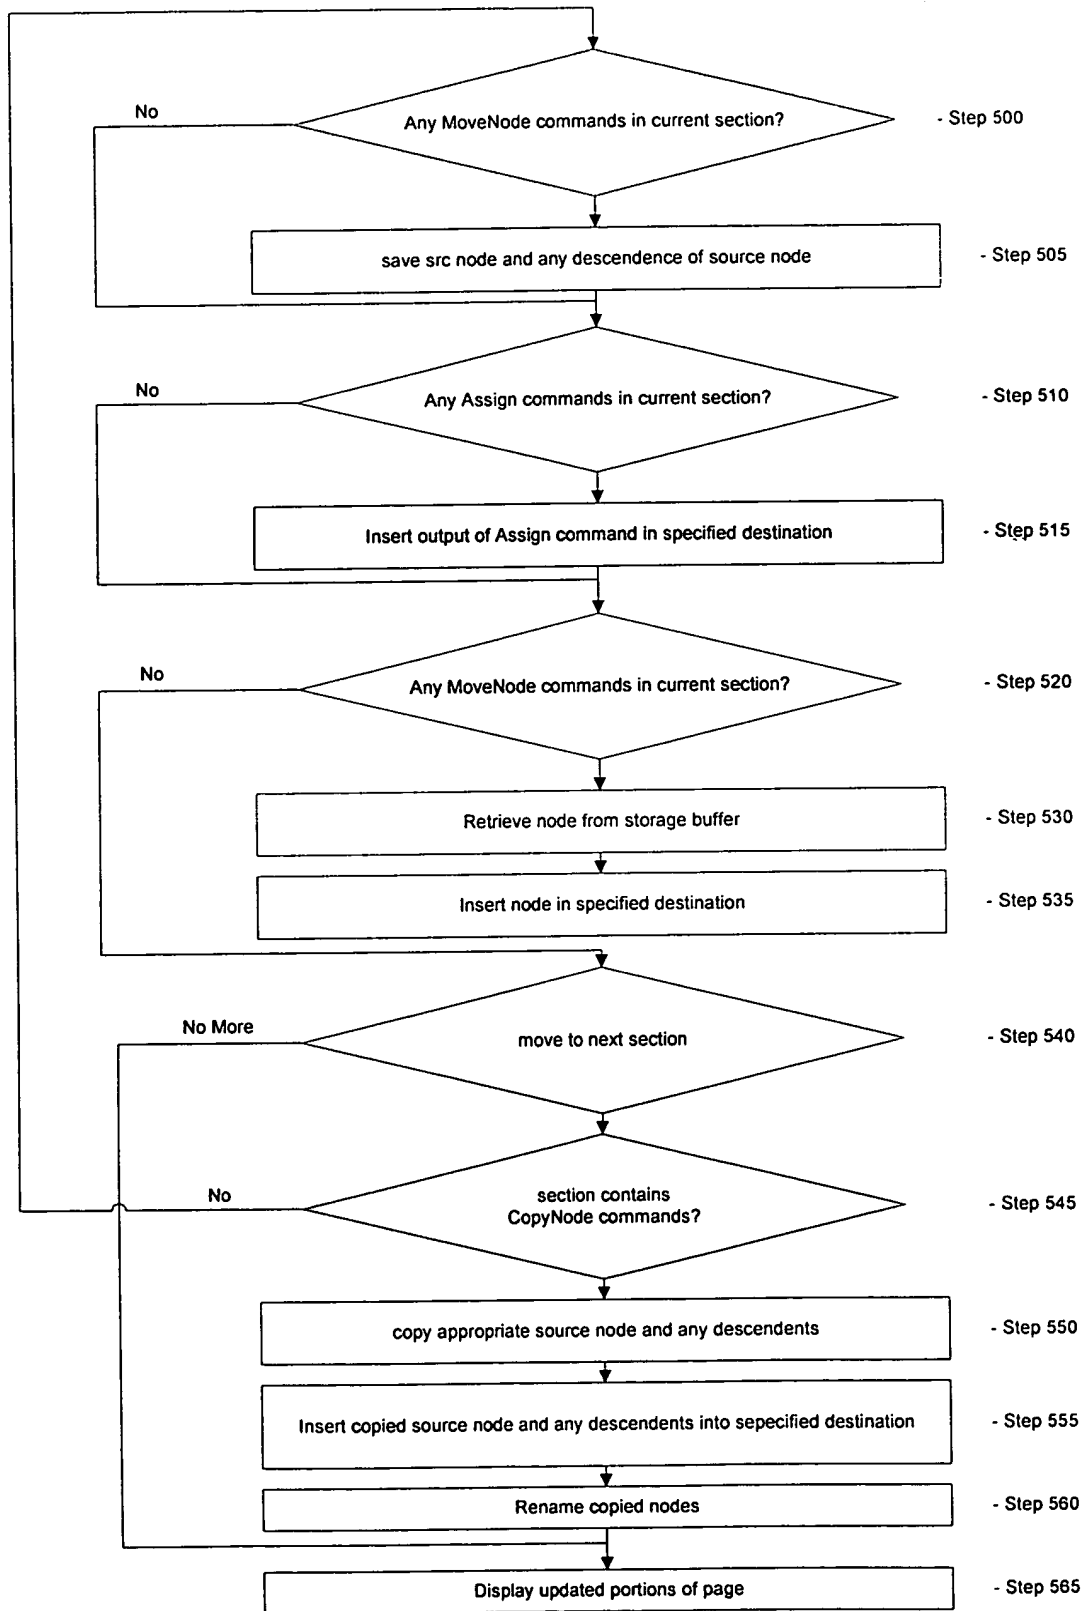 No
Any MoveNode commands in current section?
- Step 500
save src node and any descendence of source node
- Step 505
No
Any Assign commands in current section?
- Step 510
Insert output of Assign command in specified destination
- Step 515
No
Any MoveNode commands in current section?
- Step 520
Retrieve node from storage buffer
- Step 530
Insert node in specified destination
- Step 535
No More
move to next section
- Step 540
No
section contains
CopyNode commands?
- Step 545
copy appropriate source node and any descendents
- Step 550
Insert copied source node and any descendents into sepecified destination
- Step 555
Rename copied nodes
- Step 560
Display updated portions of page
- Step 565